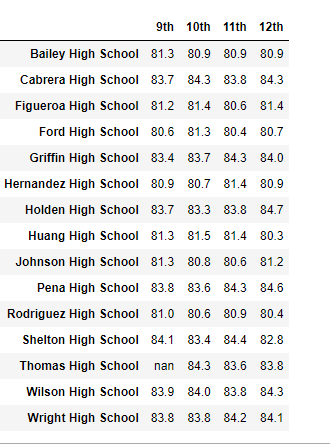 9th 10th 11th 12th
Bailey High School 81.3 80.9 80.9 80.9
Cabrera High School 83.7 84.3 83.8 84.3
Figueroa High School 81.2 81.4 80.6 81.4
Ford High School 80.6 81.3 80.4 80.7
Griffin High School 83.4 83.7 84.3 84.0
Hernandez High School 80.9 80.7 81.4 80.9
Holden High School 83.7 83.3 83.8 84.7
Huang High School 81.3 81.5 81.4 80.3
Johnson High School 81.3 80.8 80.6 81.2
Pena High School 83.8 83.6 84.3 84.6
Rodriguez High School 81.0 80.6 80.9 80.4
Shelton High School 84.1 83.4 84.4 82.8
Thomas High School nan 84.3 83.6 83.8
Wilson High School 83.9 84.0 83.8 84.3
Wright High School 83.8 83.8 84.2 84.1